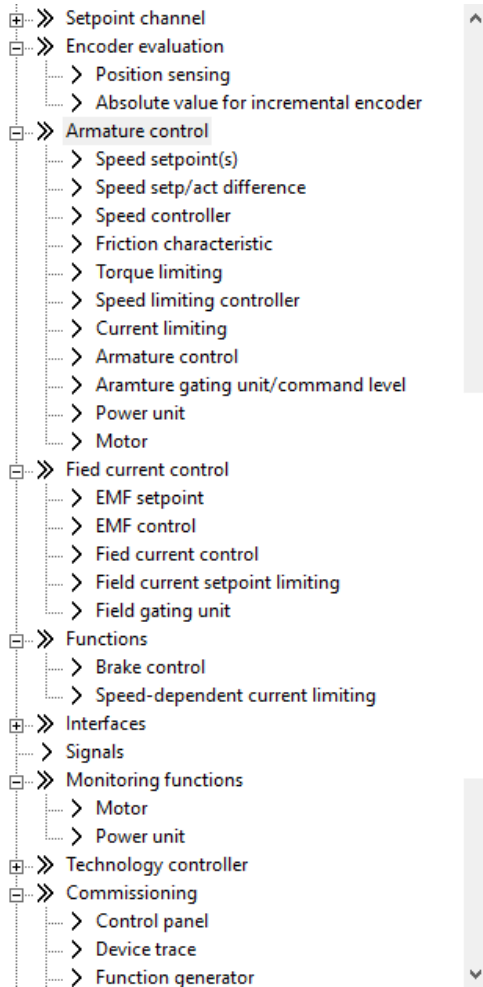 Setpoint channel
Encoder evaluation
Position sensing
Absolute value for incremental encoder
Armature control
Speed setpoint(s)
Speed setp/act difference
Speed controller
Friction characteristic
Torque limiting
Speed limiting controller
Current limiting
Armature control
Aramture gating unit/command level
Power unit
Motor
Fied current control
EMF setpoint
EMF control
Fied current control
Field current setpoint limiting
Field gating unit
Functions
Brake control
Speed-dependent current limiting
Interfaces
Signals
Monitoring functions
Motor
Power unit
Technology controller
Commissioning
Control panel
Device trace
Function generator